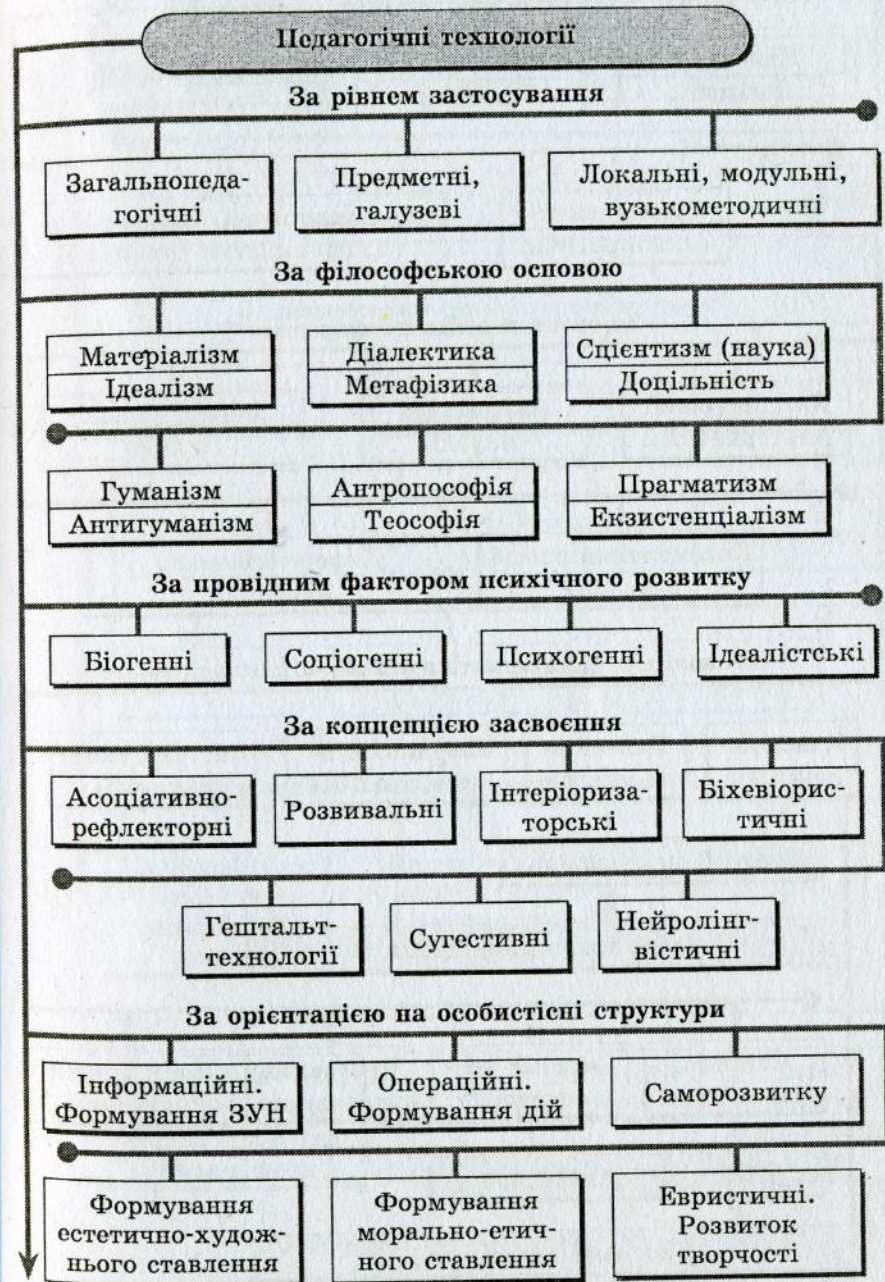 Педагогічні технології
За рівнем застосування
Загальнопеда-
гогічні
Предметні,
галузеві
Локальні, модульні,
вузькометодичні
За філософською основою
Матеріалізм
Ідеалізм
Діалектика
Метафізика
Сцієнтизм (наука)
Доцільність
Гуманізм
Антигуманізм
Антропософія
Теософія
Прагматизм
Екзистенціалізм
За провідним фактором психічного розвитку
Біогенні
Соціогенні
Психогенні
Ідеалістські
За концепцією засвоєння
Асоціативно-
рефлекторні
Розвивальні
Інтеріориза-
торські
Біхевіорис-
тичні
Гештальт-
технології
Сугестивні
Нейролінг-
вістичні
За орієнтацією на особистісні структури
Інформаційні.
Формування ЗУН
Операційні.
Формування дій
Саморозвитку
Формування
естетично-худож-
нього ставлення
Формування
морально-етич-
ного ставлення
Евристичні.
Розвиток
творчості